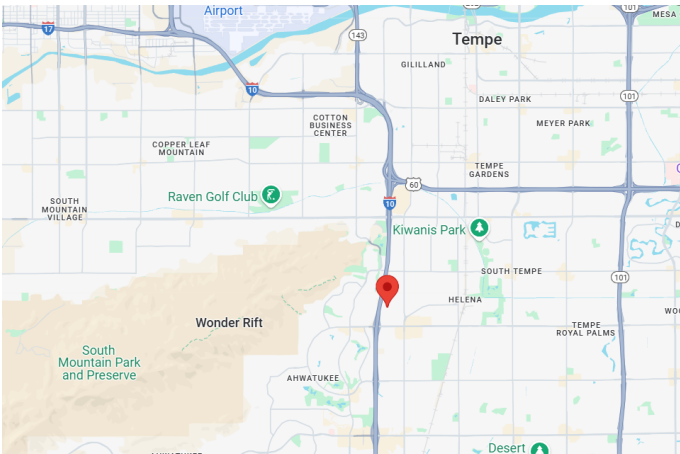 Airport
101
MESA
17
143
Tempe
GILILLAND
10
101
DALEY PARK
COTTON
BUSINESS
CENTER
MEYER PARK
COPPER LEAF
MOUNTAIN
TEMPE
GARDENS
60
Raven Golf Club
10
SOUTH
MOUNTAIN
VILLAGE
Kiwanis Park
SOUTH TEMPE
101
HELENA
Wonder Rift
TEMPE
ROYAL PALMS
South
Mountain Park
and Preserve
AHWATUKEE
Desert